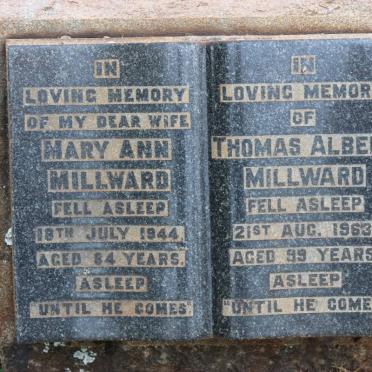 IN
LOVING MEMORY
OF MY DEAR WIFE
MARY ANN
MILLWARD
FELL ASLEEP
18TH JULY 1944
AGED 84 YEARS.
ASLEEP
"UNTIL HE COMES"
IN
LOVING MEMOR
OF
THOMAS ALBE
MILLWARD
FELL ASLEEP
21ST AUG. 1963
AGED 99 YEARS
ASLEEP
"UNTIL HE COME